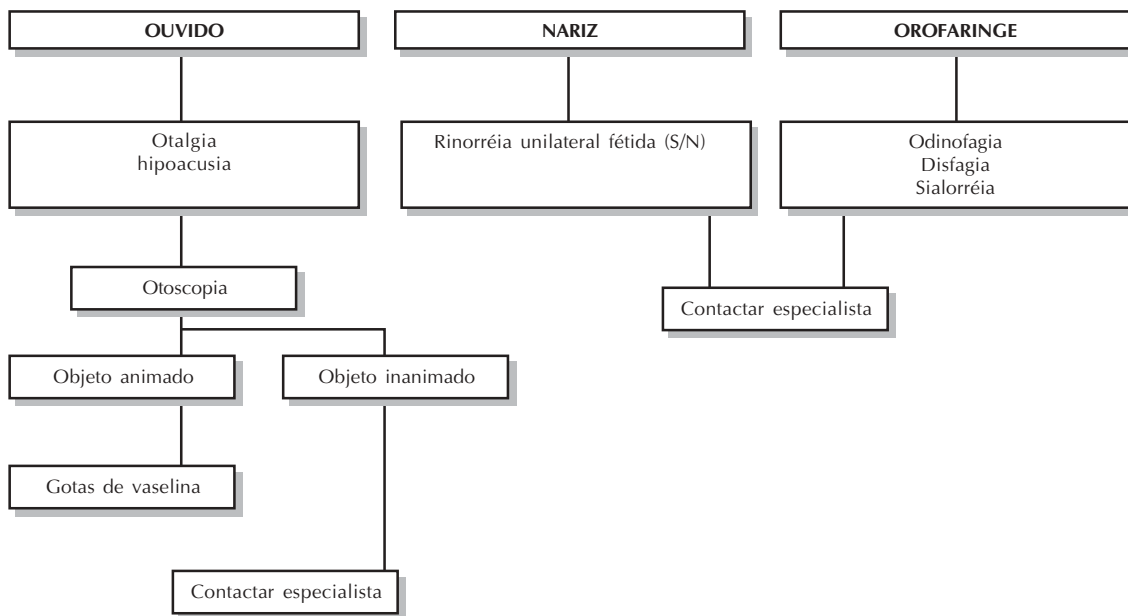 OUVIDO
NARIZ
OROFARINGE
Otalgia
hipoacusia
Rinorréia unilateral fétida (S/N)
Odinofagia
Disfagia
Sialorréia
Otoscopia
Contactar especialista
Objeto animado
Objeto inanimado
Gotas de vaselina
Contactar especialista